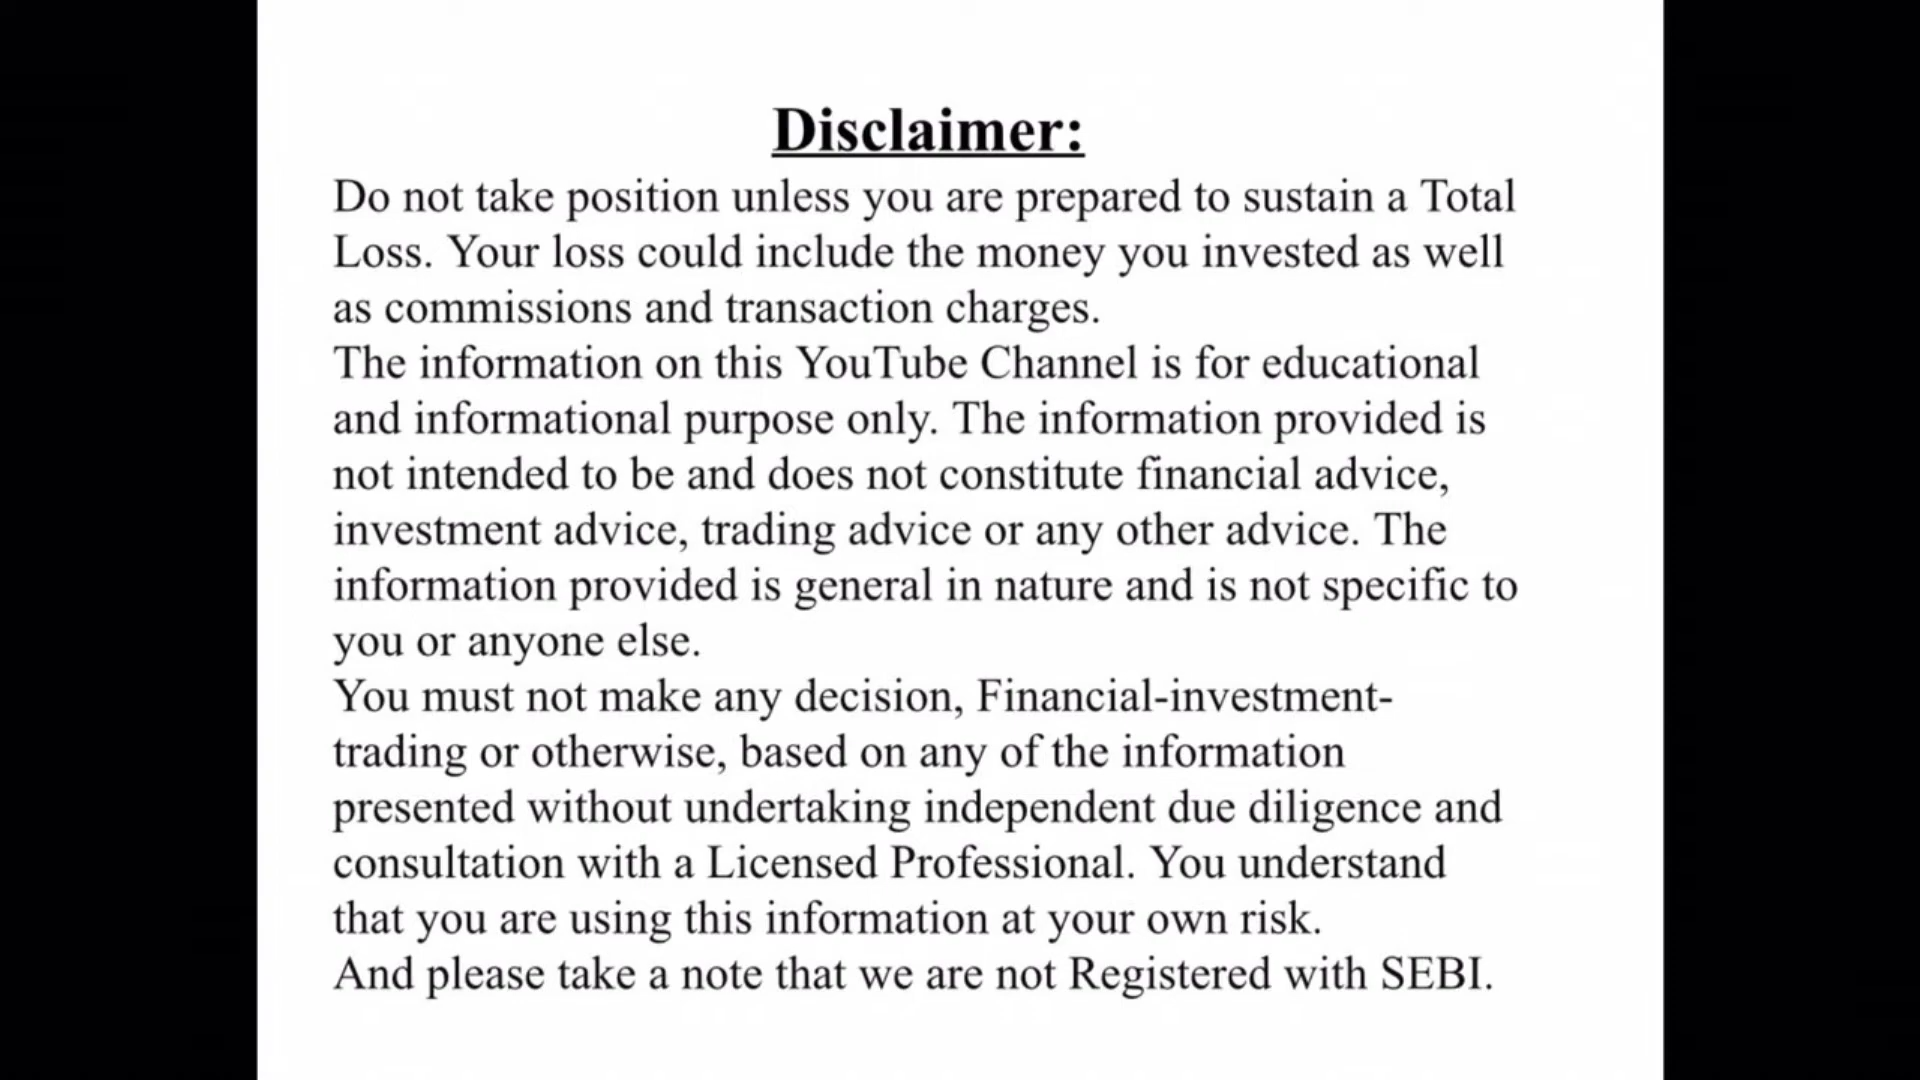 Disclaimer:
Do not take position unless you are prepared to sustain a Total
Loss. Your loss could include the money you invested as well
as commissions and transaction charges.
The information on this YouTube Channel is for educational
and informational purpose only. The information provided is
not intended to be and does not constitute financial advice,
investment advice, trading advice or any other advice. The
information provided is general in nature and is not specific to
you or anyone else.
You must not make any decision, Financial-investment-
trading or otherwise, based on any of the information
presented without undertaking independent due diligence and
consultation with a Licensed Professional. You understand
that you are using this information at your own risk.
And please take a note that we are not Registered with SEBI.